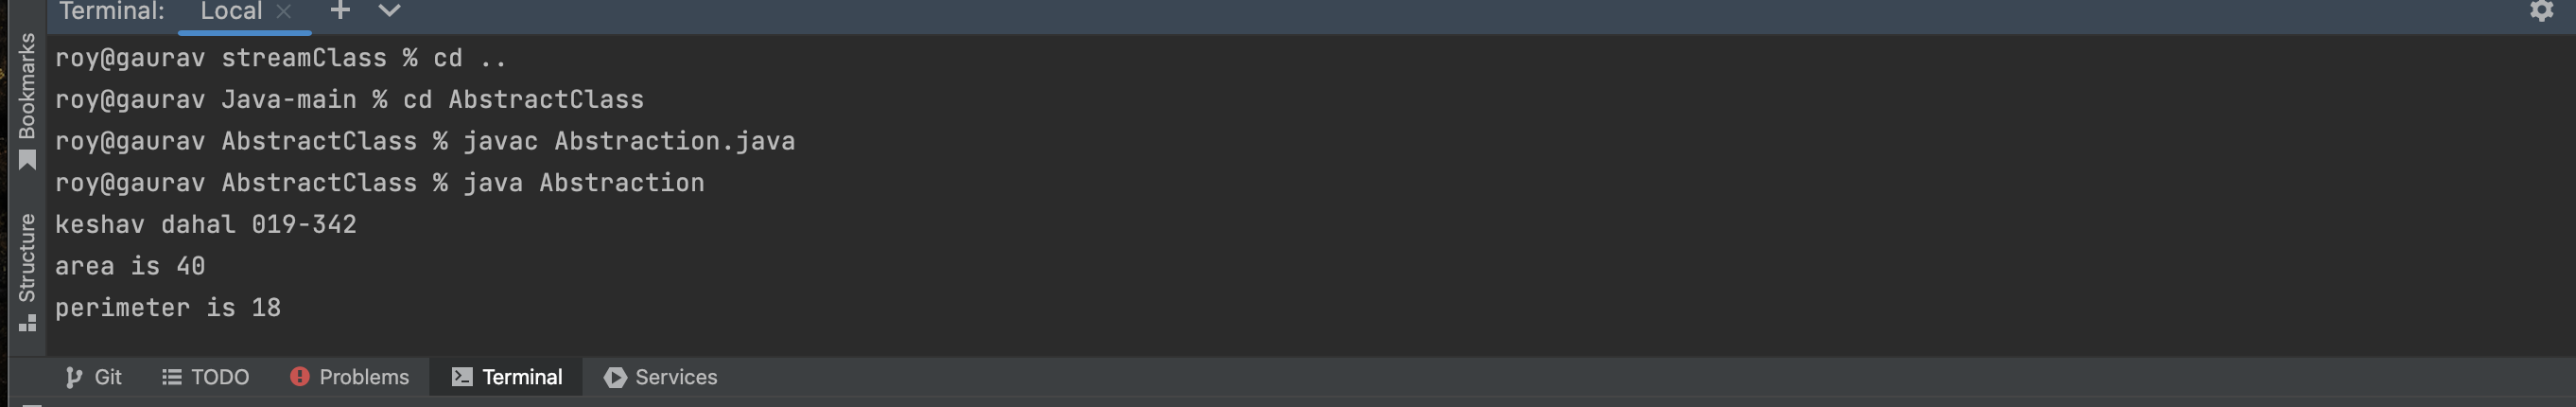 Terminal: Local
roy@gaurav streamClass % cd ..
roy@gaurav Java-main % cd AbstractClass
roy@gaurav AbstractClass % javac Abstraction.java
roy@gaurav AbstractClass % java Abstraction
keshav dahal 019-342
area is 40
perimeter is 18
Bookmarks
Structure
Git TODO Problems Terminal Services